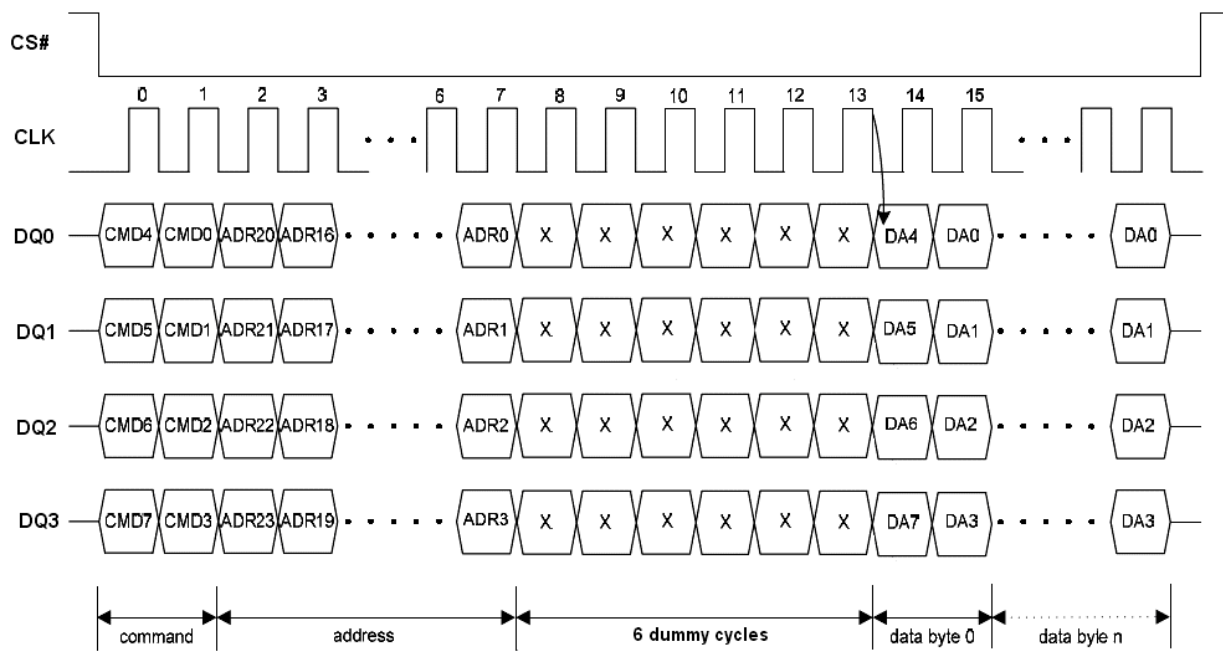 CS#
0 1 2 3 6 7 8 9 10 11 12 13 14 15
CLK
DQ0 CMD4 CMD0 ADR20 ADR16 ADR0 X X X X X X DA4 DA0 DA0
DQ1 CMD5 CMD1 ADR21 ADR17 ADR1 X X X X X X DA5 DA1 DA1
DQ2 CMD6 CMD2 ADR22 ADR18 ADR2 X X X X X X DA6 DA2 DA2
DQ3 CMD7 CMD3 ADR23 ADR19 ADR3 X X X X X X DA7 DA3 DA3
command address 6 dummy cycles data byte 0 data byle n